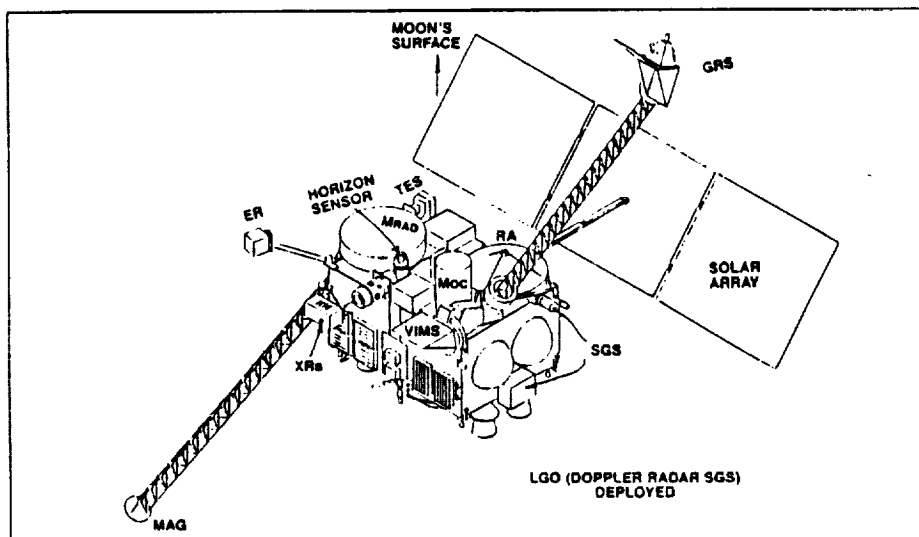 MOON'S
SURFACE
GRS
HORIZON
SENSOR
TES
ER
MRAD
RA
MOC
SOLAR
ARRAY
VIMS
SGS
XRs
LGO (DOPPLER RADAR SGS)
DEPLOYED
MAG